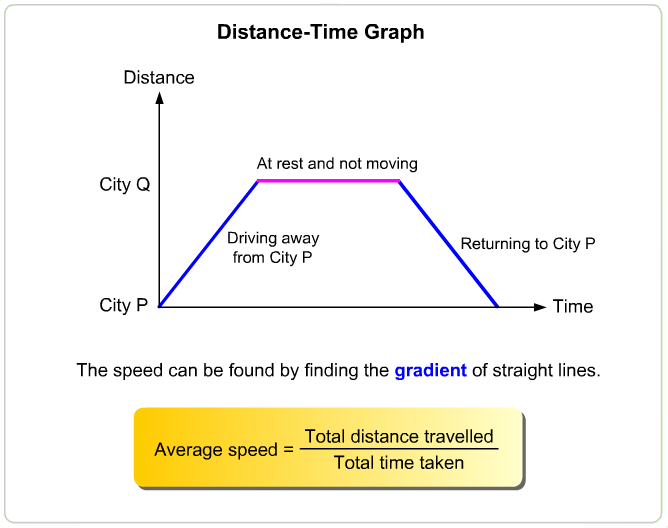 Distance-Time Graph
Distance
At rest and not moving
City Q
Driving away
from City P
Returning to City P
City P
Time
The speed can be found by finding the gradient of straight lines.
Average speed = Total distance travelled
Total time taken